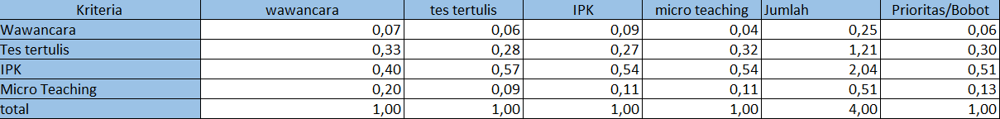 Kriteria wawancara tes tertulis IPK micro teaching Jumlah Prioritas/Bobot
Wawancara 0,07 0,06 0,09 0,04 0,25 0,06
Tes tertulis 0,33 0,28 0,27 0,32 1,21 0,30
IPK 0,40 0,57 0,54 0,54 2,04 0,51
Micro Teaching 0,20 0,09 0,11 0,11 0,51 0,13
total 1,00 1,00 1,00 1,00 4,00 1,00